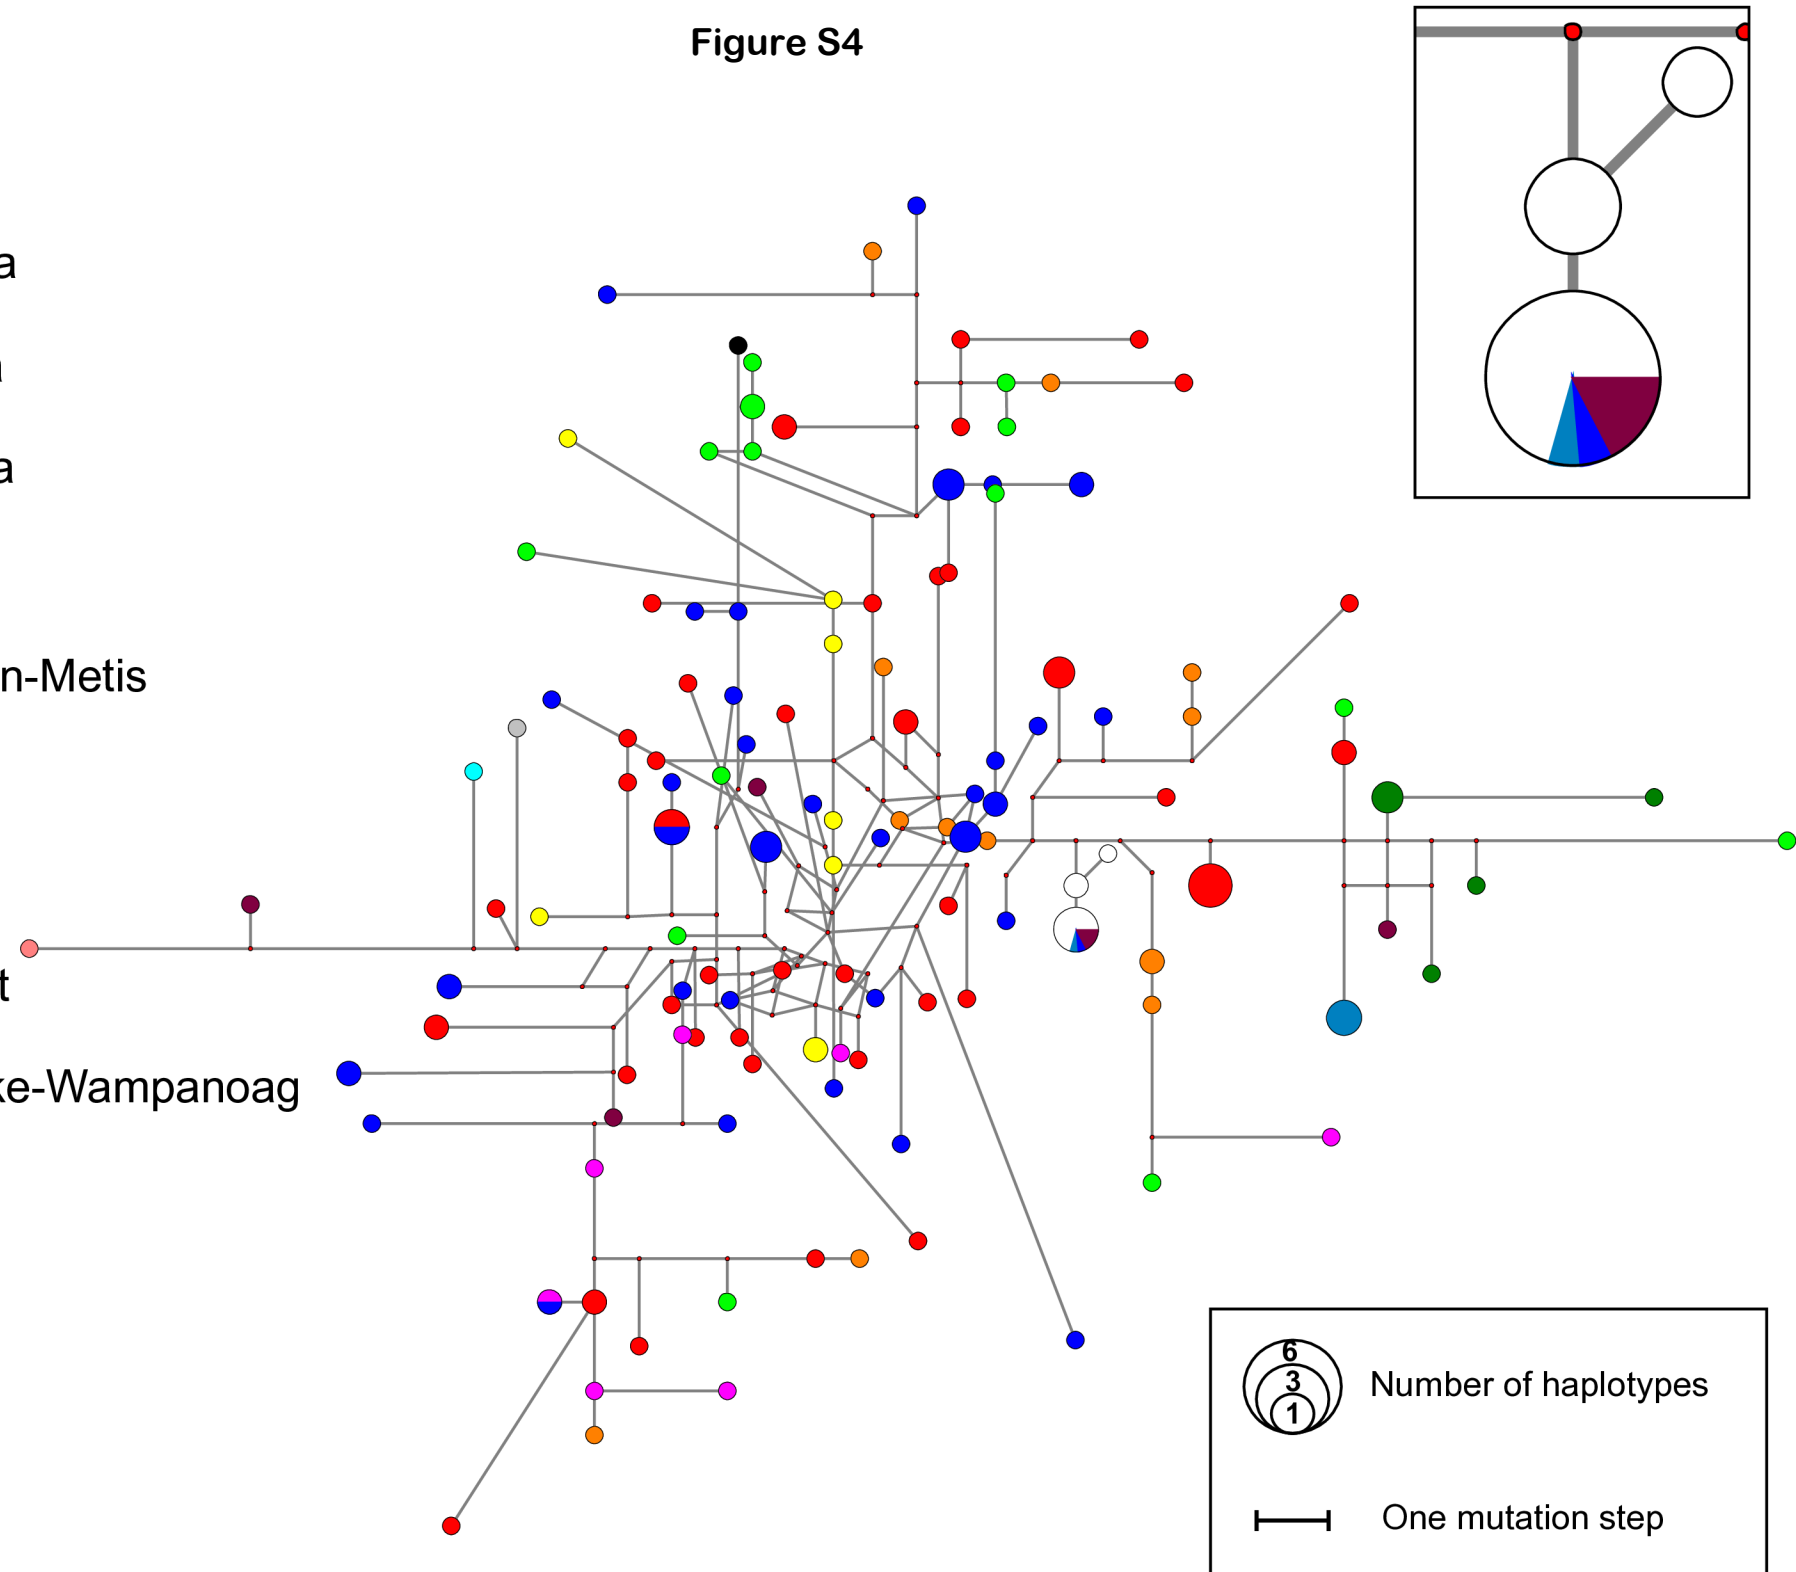 Figure S4
a
a
a
n-Metis
t
ke-Wampanoag
6
3
1
Number of haplotypes
One mutation step